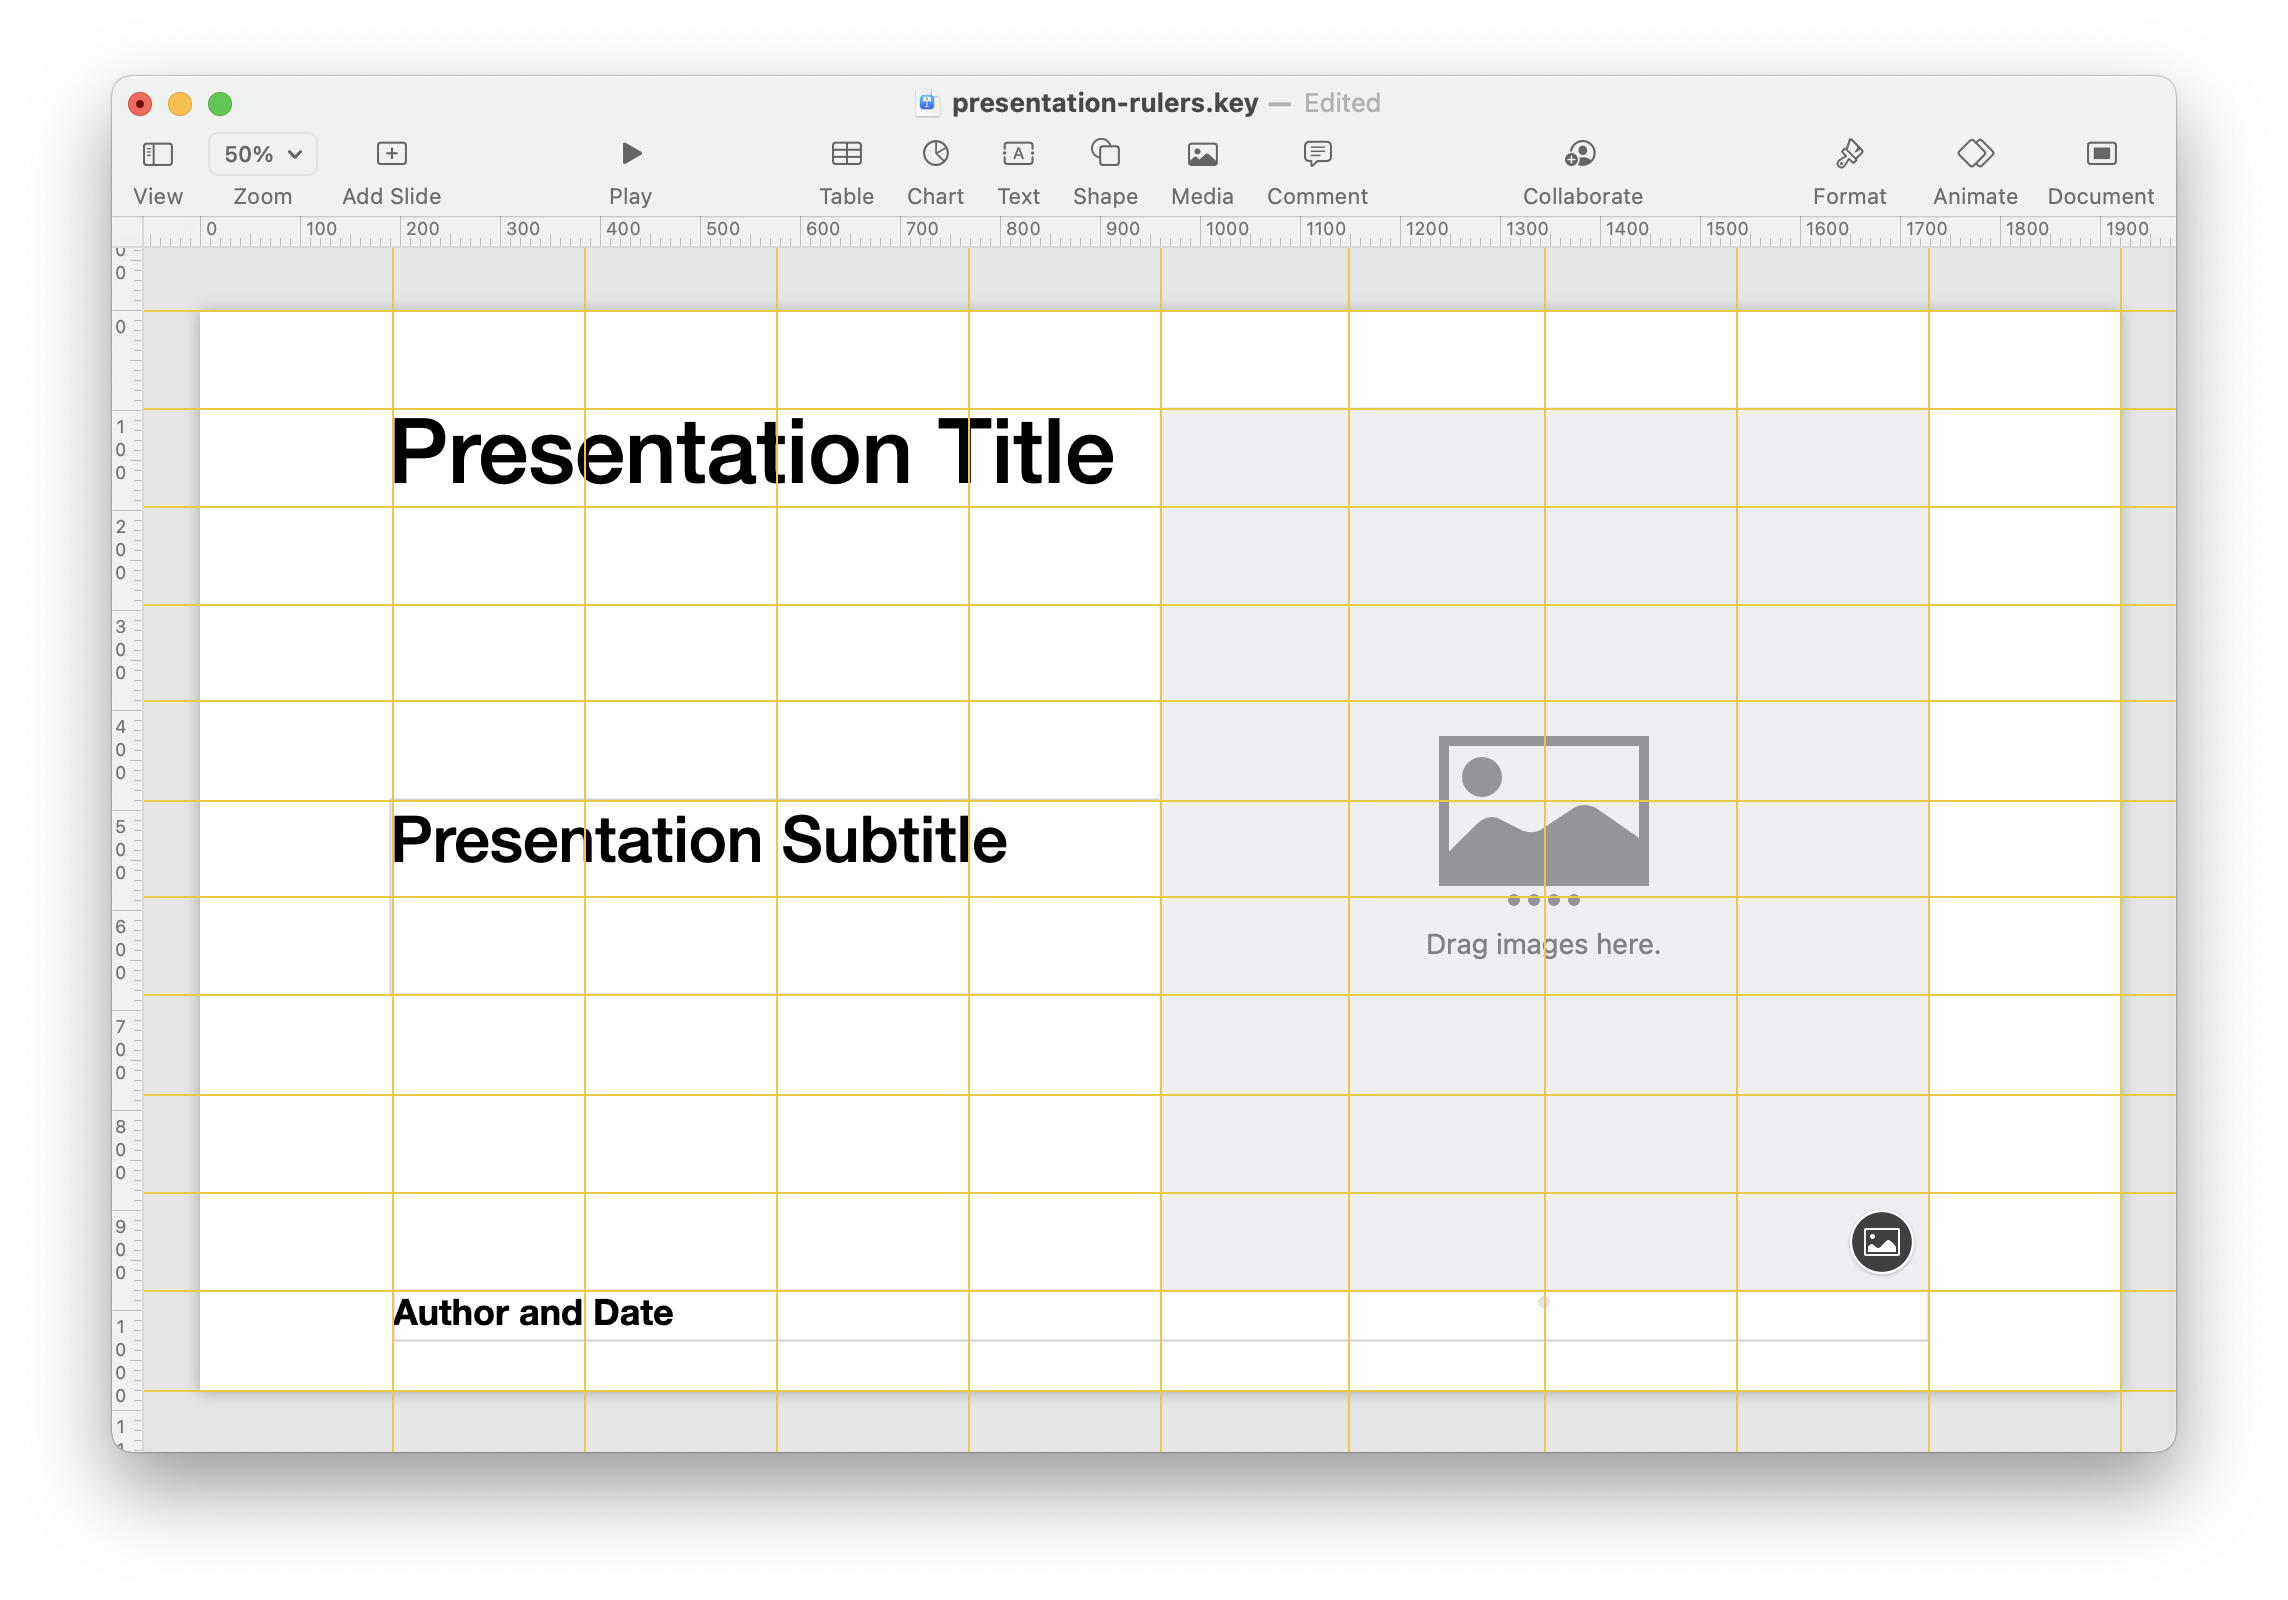 presentation-rulers.key — Edited
50%
View Zoom Add Slide Play Table Chart Text Shape Media Comment Collaborate Format Animate Document
0 100 200 300 400 500 600 700 800 900 1000 1100 1200 1300 1400 1500 1600 1700 1800 1900
0
100
200
300
400
500
600
700
800
900
1000
Presentation Title
Presentation Subtitle
Drag images here.
Author and Date